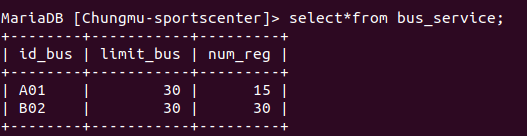 MariaDB [Chungmu-sportscenter]> select*from bus_service;
+--------+-----------+---------+
| id_bus | limit_bus | num_reg |
+--------+-----------+---------+
| A01    |        30 |      15 |
| B02    |        30 |      30 |
+--------+-----------+---------+